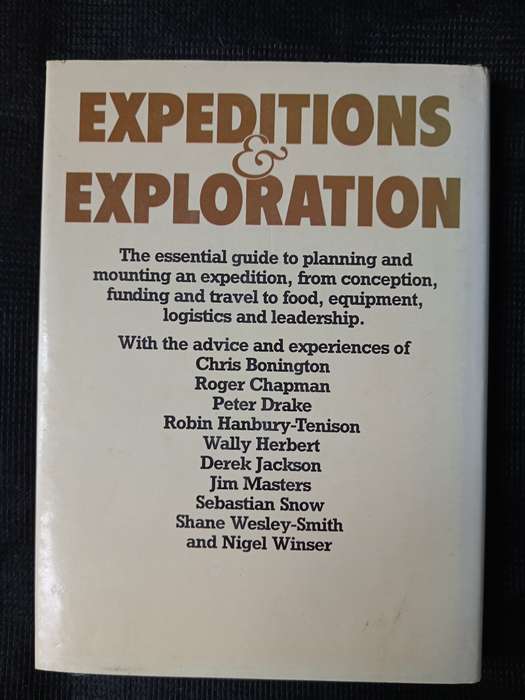 EXPEDITIONS
&
EXPLORATION
The essential guide to planning and
mounting an expedition, from conception,
funding and travel to food, equipment,
logistics and leadership.
With the advice and experiences of
Chris Bonington
Roger Chapman
Peter Drake
Robin Hanbury-Tenison
Wally Herbert
Derek Jackson
Jim Masters
Sebastian Snow
Shane Wesley-Smith
and Nigel Winser